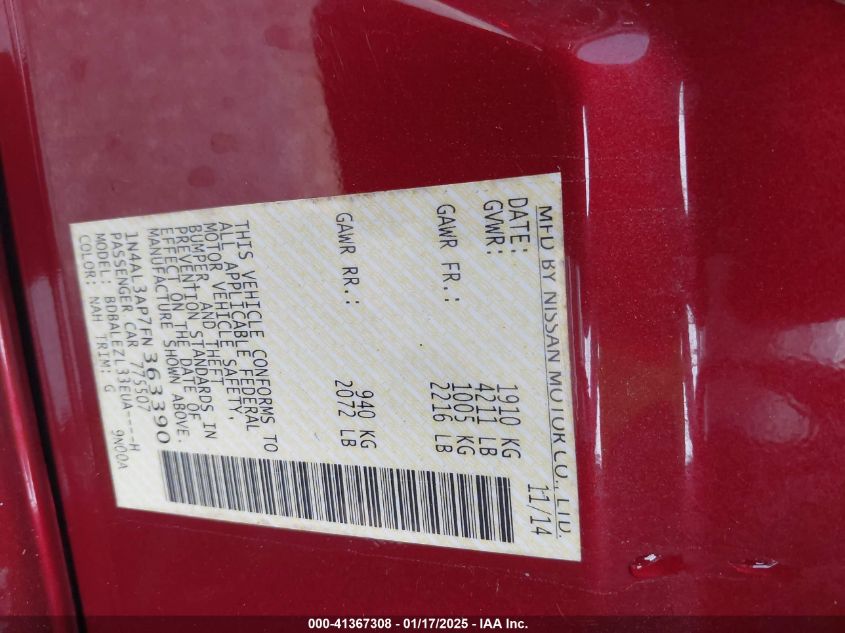 MFD BY NISSAN MOTOR CO., LTD.
DATE: 11/14
GVWR: 1910 KG
4211 LB
GAWR FR.: 1005 KG
2216 LB
GAWR RR.: 940 KG
2072 LB
THIS VEHICLE CONFORMS TO
ALL APPLICABLE FEDERAL
MOTOR VEHICLE SAFETY,
BUMPER, AND THEFT
PREVENTION STANDARDS IN
EFFECT ON THE DATE OF
MANUFACTURE SHOWN ABOVE.
1N4AL3AP7FN363390
PASSENGER CAR 775507
MODEL: BDBALEZL33EUA----H
COLOR: NAH TRIM: G 9N00A
000-41367308 - 01/17/2025 - IAA Inc.